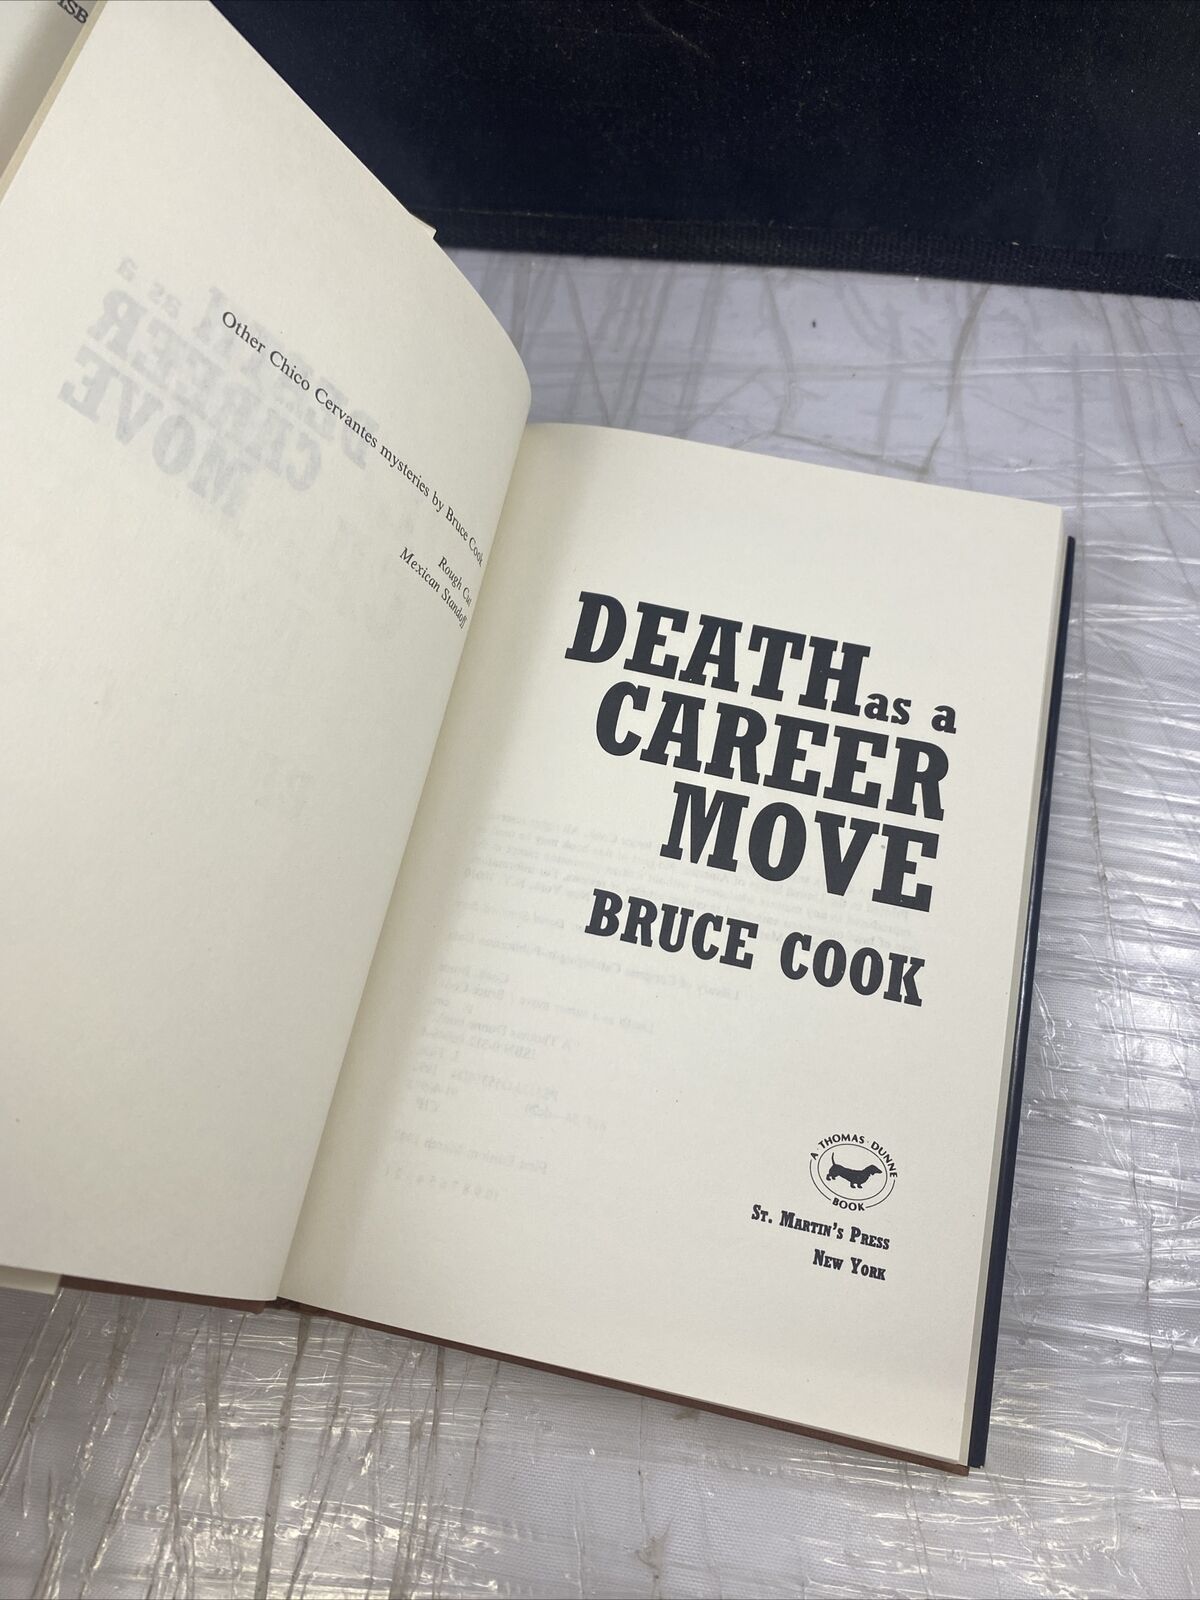 ISB
Other Chico Cervantes mysteries by Bruce Cook
Rough Cut
Mexican Standoff
DEATH as a
CAREER
MOVE
BRUCE COOK
A THOMAS DUNNE
BOOK
ST. MARTIN'S PRESS
NEW YORK